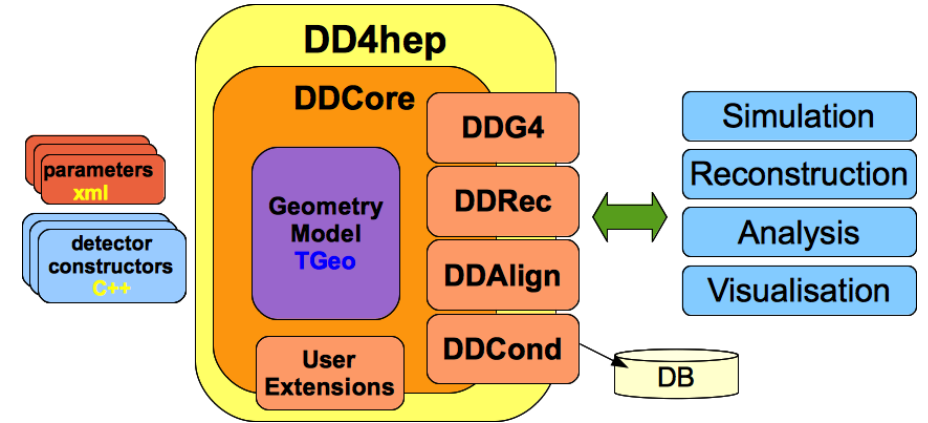 DD4hep
DDCore
parameters
xml
detector
constructors
C++
Geometry
Model
TGeo
User
Extensions
DDG4
DDRec
DDAlign
DDCond
Simulation
Reconstruction
Analysis
Visualisation
DB